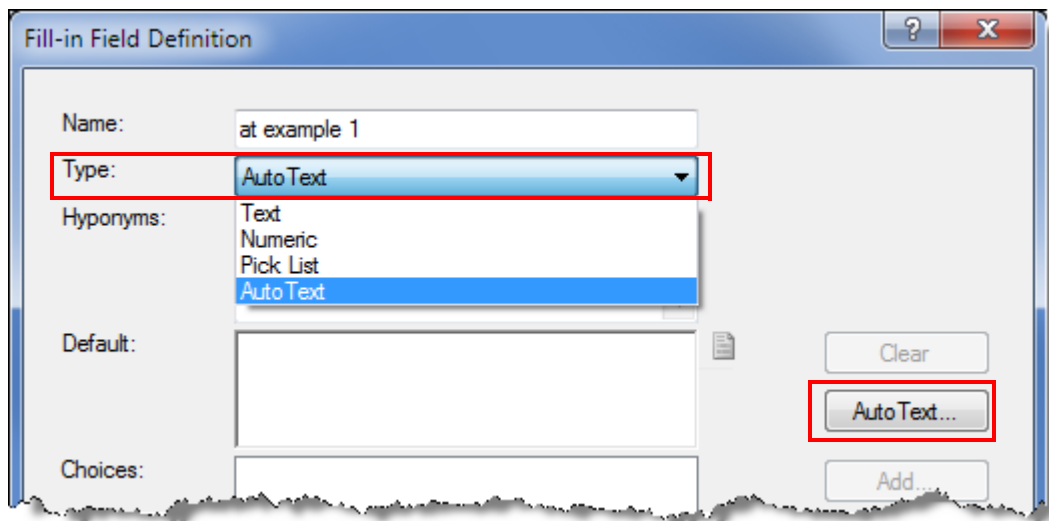 Fill-in Field Definition
?
Name:
at example 1
Type:
AutoText
Hyponyms:
Text
Numeric
Pick List
AutoText
Default:
Clear
AutoText...
Choices:
Add...